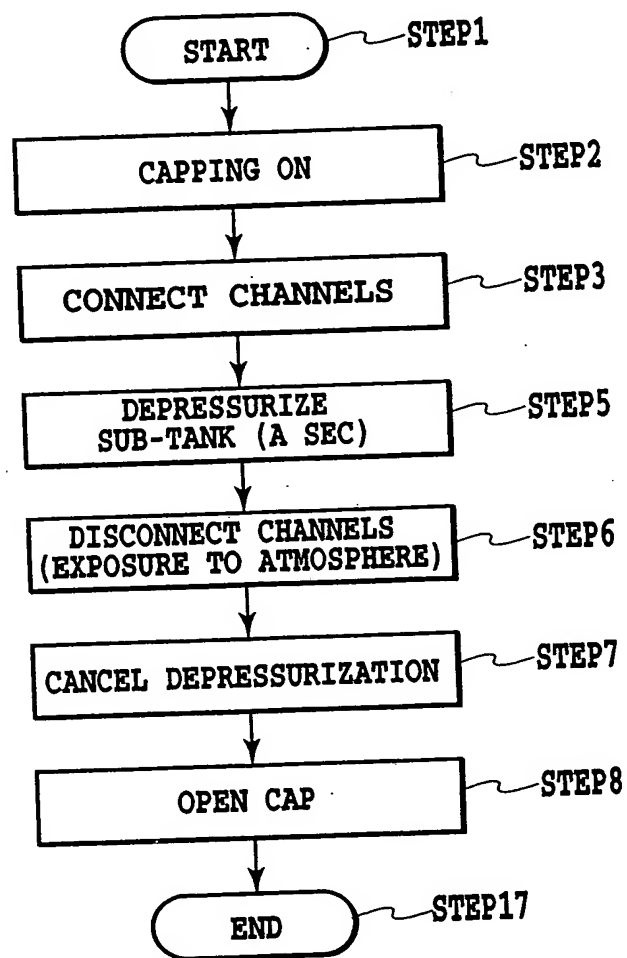 START
STEP1
CAPPING ON
STEP2
CONNECT CHANNELS
STEP3
DEPRESSURIZE
SUB-TANK (A SEC)
STEP5
DISCONNECT CHANNELS
(EXPOSURE TO ATMOSPHERE)
STEP6
CANCEL DEPRESSURIZATION
STEP7
OPEN CAP
STEP8
END
STEP17